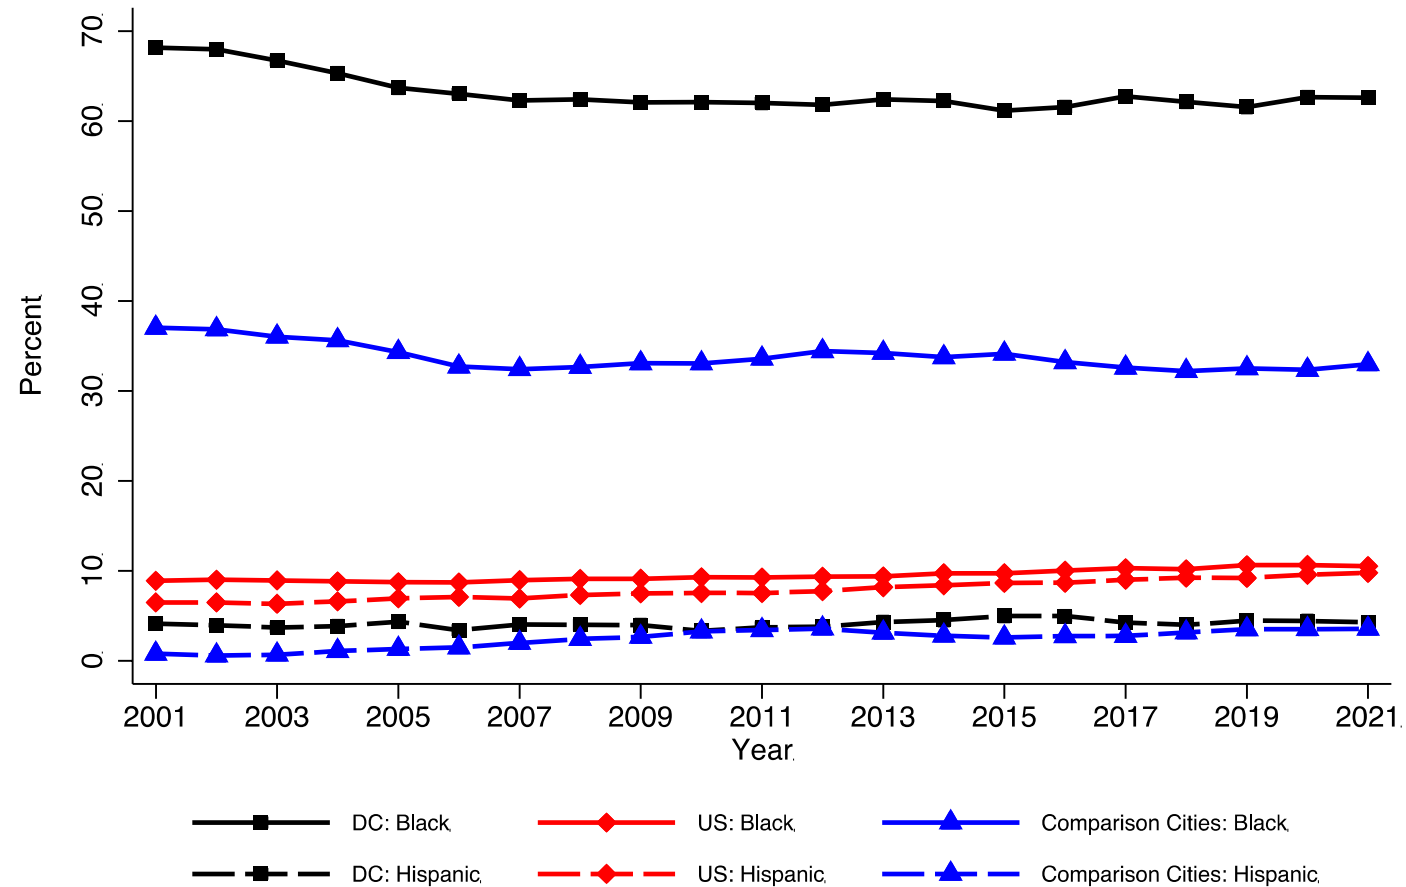 70
60
50
40
30
20
10
0
Percent
2001 2003 2005 2007 2009 2011 2013 2015 2017 2019 2021
Year
DC: Black US: Black Comparison Cities: Black
DC: Hispanic US: Hispanic Comparison Cities: Hispanic